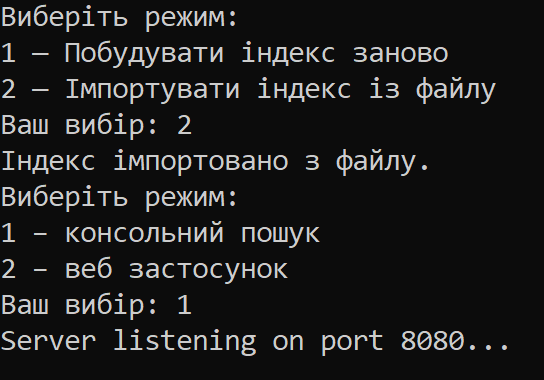 Виберіть режим:
1 — Побудувати індекс заново
2 — Імпортувати індекс із файлу
Ваш вибір: 2
Індекс імпортовано з файлу.
Виберіть режим:
1 – консольний пошук
2 – веб застосунок
Ваш вибір: 1
Server listening on port 8080...